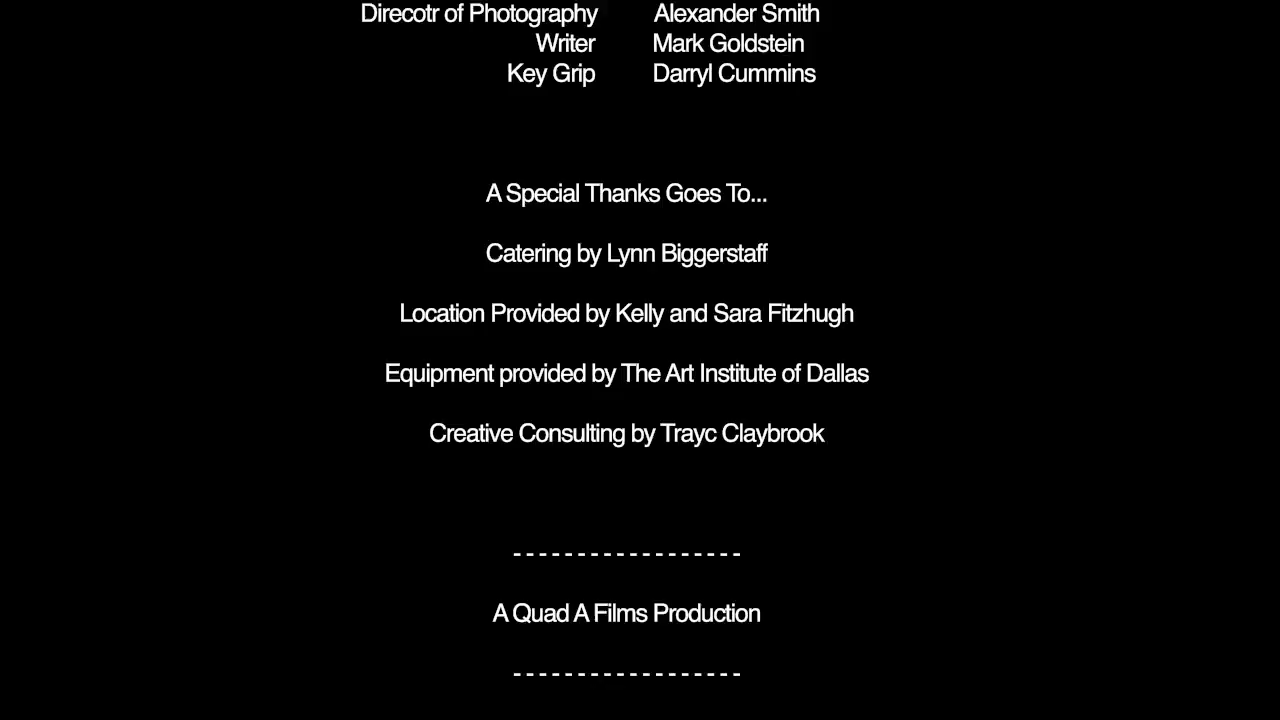 Direcotr of Photography Alexander Smith
Writer Mark Goldstein
Key Grip Darryl Cummins
A Special Thanks Goes To...
Catering by Lynn Biggerstaff
Location Provided by Kelly and Sara Fitzhugh
Equipment provided by The Art Institute of Dallas
Creative Consulting by Trayc Claybrook
- - - - - - - - - - - - - - - - - -
A Quad A Films Production
- - - - - - - - - - - - - - - - - -